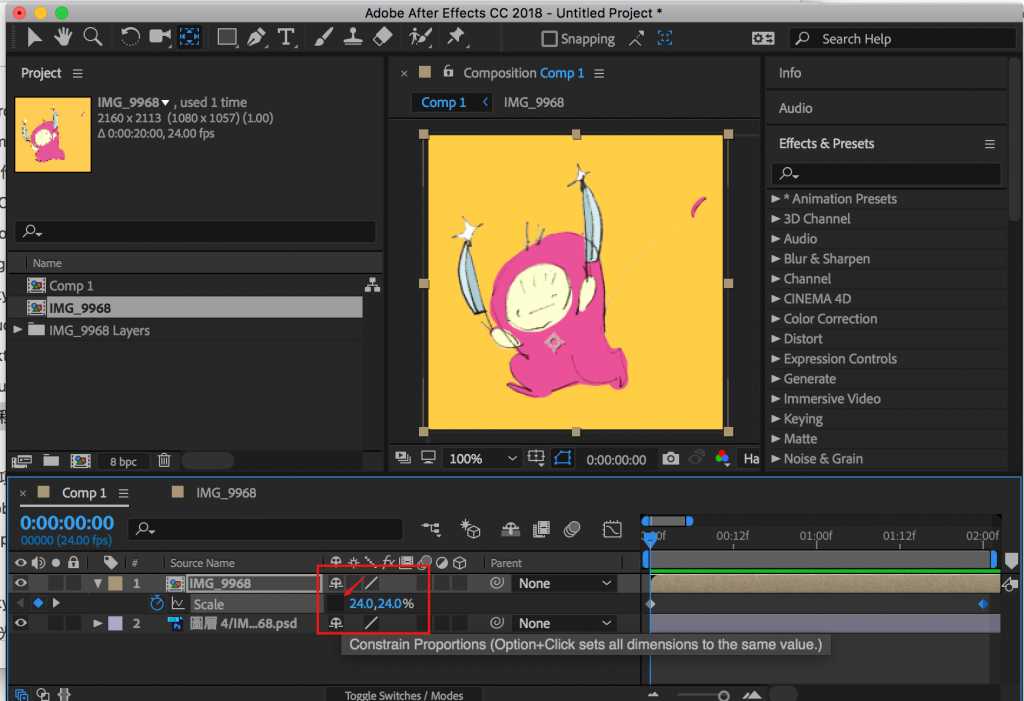 Adobe After Effects CC 2018 - Untitled Project *
Snapping
Search Help
Project
IMG_9968 , used 1 time
2160 x 2113 (1080 x 1057) (1.00)
Δ 0:00:20:00, 24.00 fps
Name
Comp 1
IMG_9968
IMG_9968 Layers
8 bpc
× Composition Comp 1
Comp 1 IMG_9968
100%
0:00:00:00
Ha
Info
Audio
Effects & Presets
* Animation Presets
3D Channel
Audio
Blur & Sharpen
Channel
CINEMA 4D
Color Correction
Distort
Expression Controls
Generate
Immersive Video
Keying
Matte
Noise & Grain
× Comp 1 IMG_9968
0:00:00:00
00000 (24.00 fps)
00:12f 01:00f 01:12f 02:00f
# Source Name fx Parent
1 IMG_9968 None
Scale 24.0,24.0%
2 Ps 圖層 4/IM...68.psd None
Constrain Proportions (Option+Click sets all dimensions to the same value.)
Toggle Switches / Modes